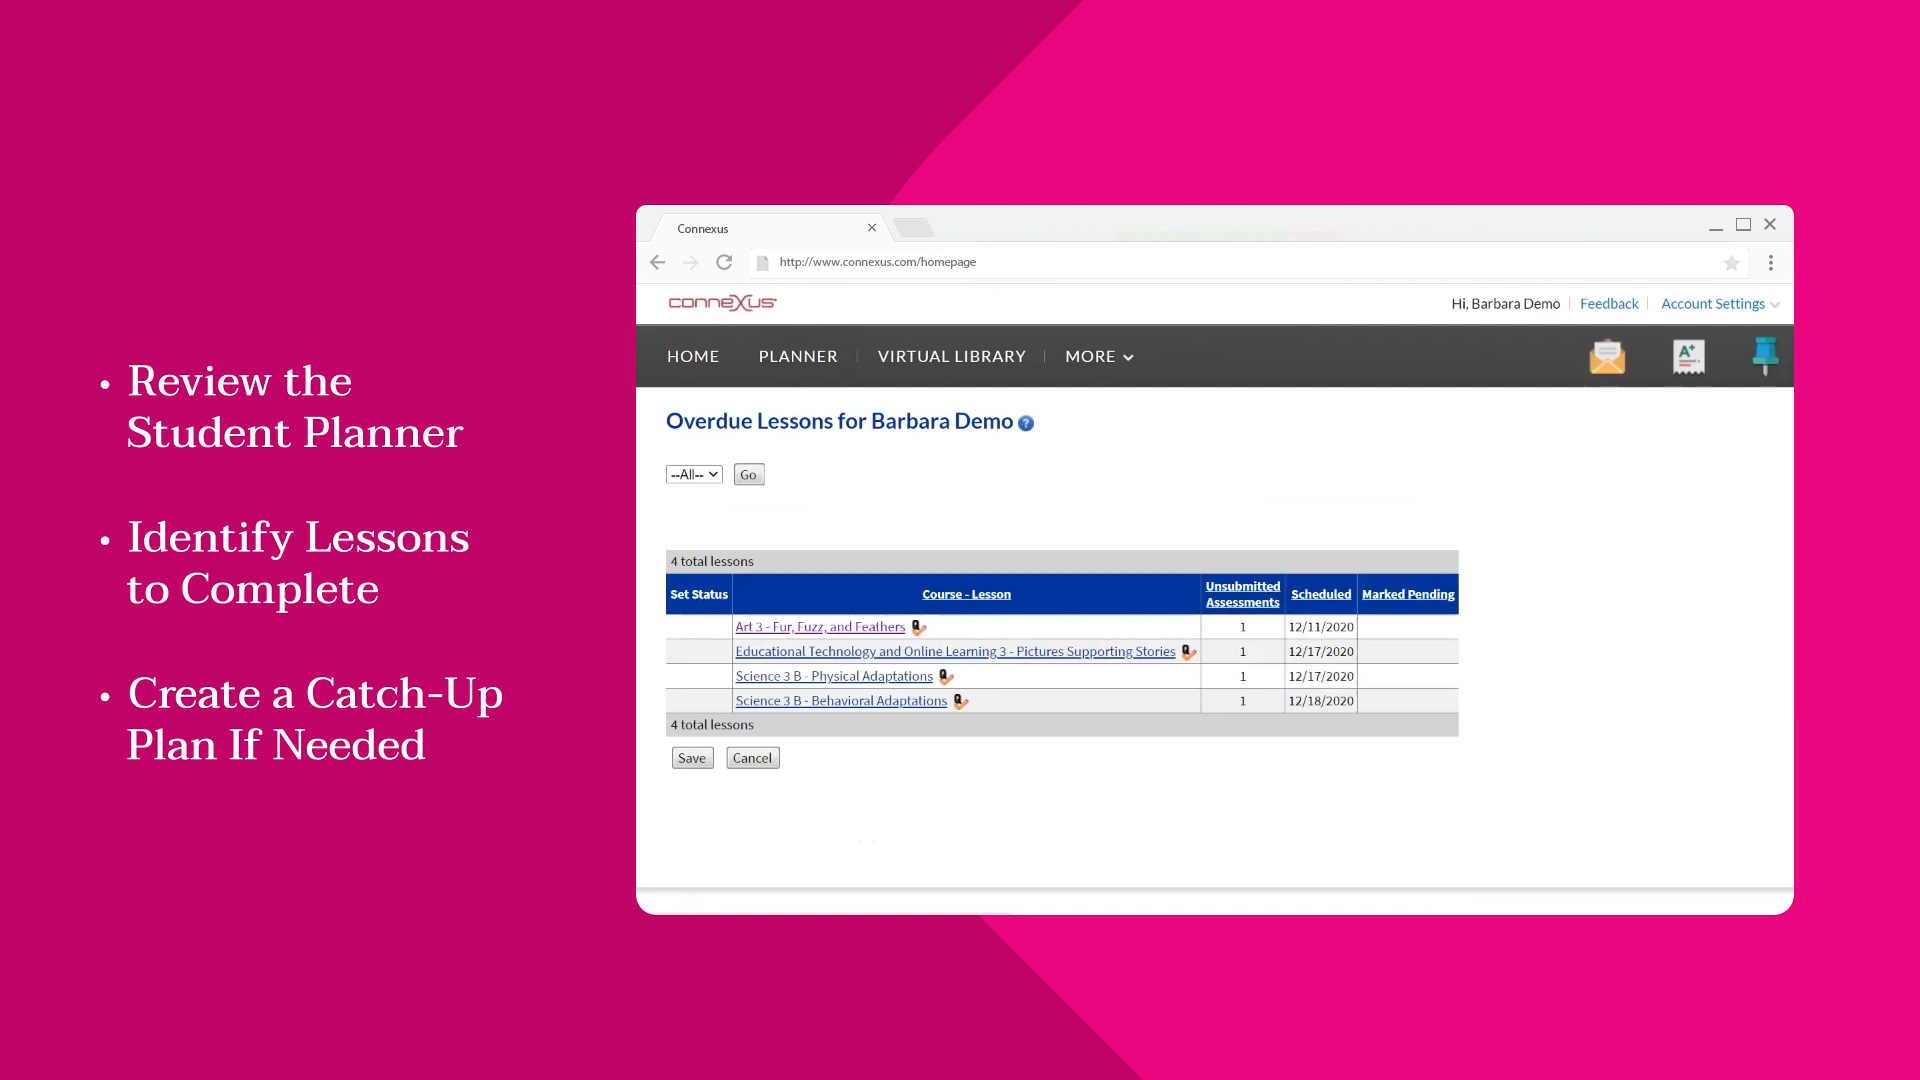 • Review the
Student Planner
• Identify Lessons
to Complete
• Create a Catch-Up
Plan If Needed
Connexus
http://www.connexus.com/homepage
connexus
Hi, Barbara Demo Feedback Account Settings
HOME PLANNER VIRTUAL LIBRARY MORE
A+
Overdue Lessons for Barbara Demo ?
--All-- Go
4 total lessons
Set Status Course - Lesson Unsubmitted Assessments Scheduled Marked Pending
Art 3 - Fur, Fuzz, and Feathers 1 12/11/2020
Educational Technology and Online Learning 3 - Pictures Supporting Stories 1 12/17/2020
Science 3 B - Physical Adaptations 1 12/17/2020
Science 3 B - Behavioral Adaptations 1 12/18/2020
4 total lessons
Save Cancel